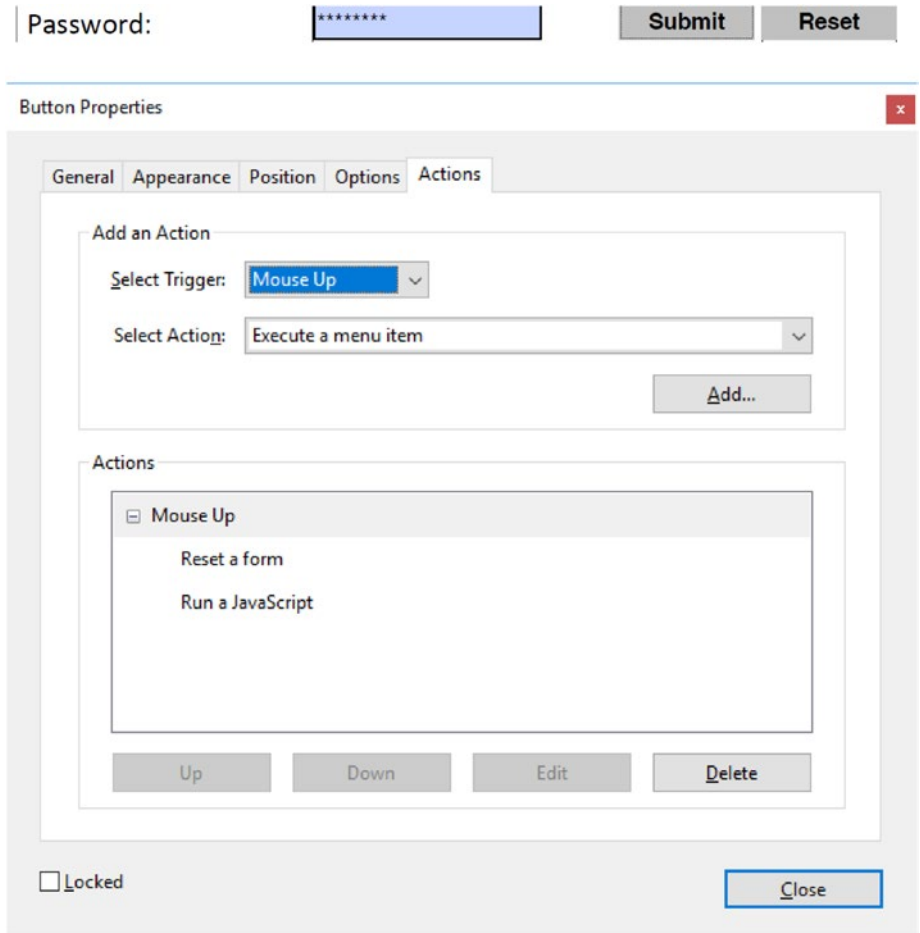 Password: ******** Submit Reset
Button Properties x
General Appearance Position Options Actions
Add an Action
Select Trigger: Mouse Up
Select Action: Execute a menu item
Add...
Actions
Mouse Up
Reset a form
Run a JavaScript
Up Down Edit Delete
Locked
Close